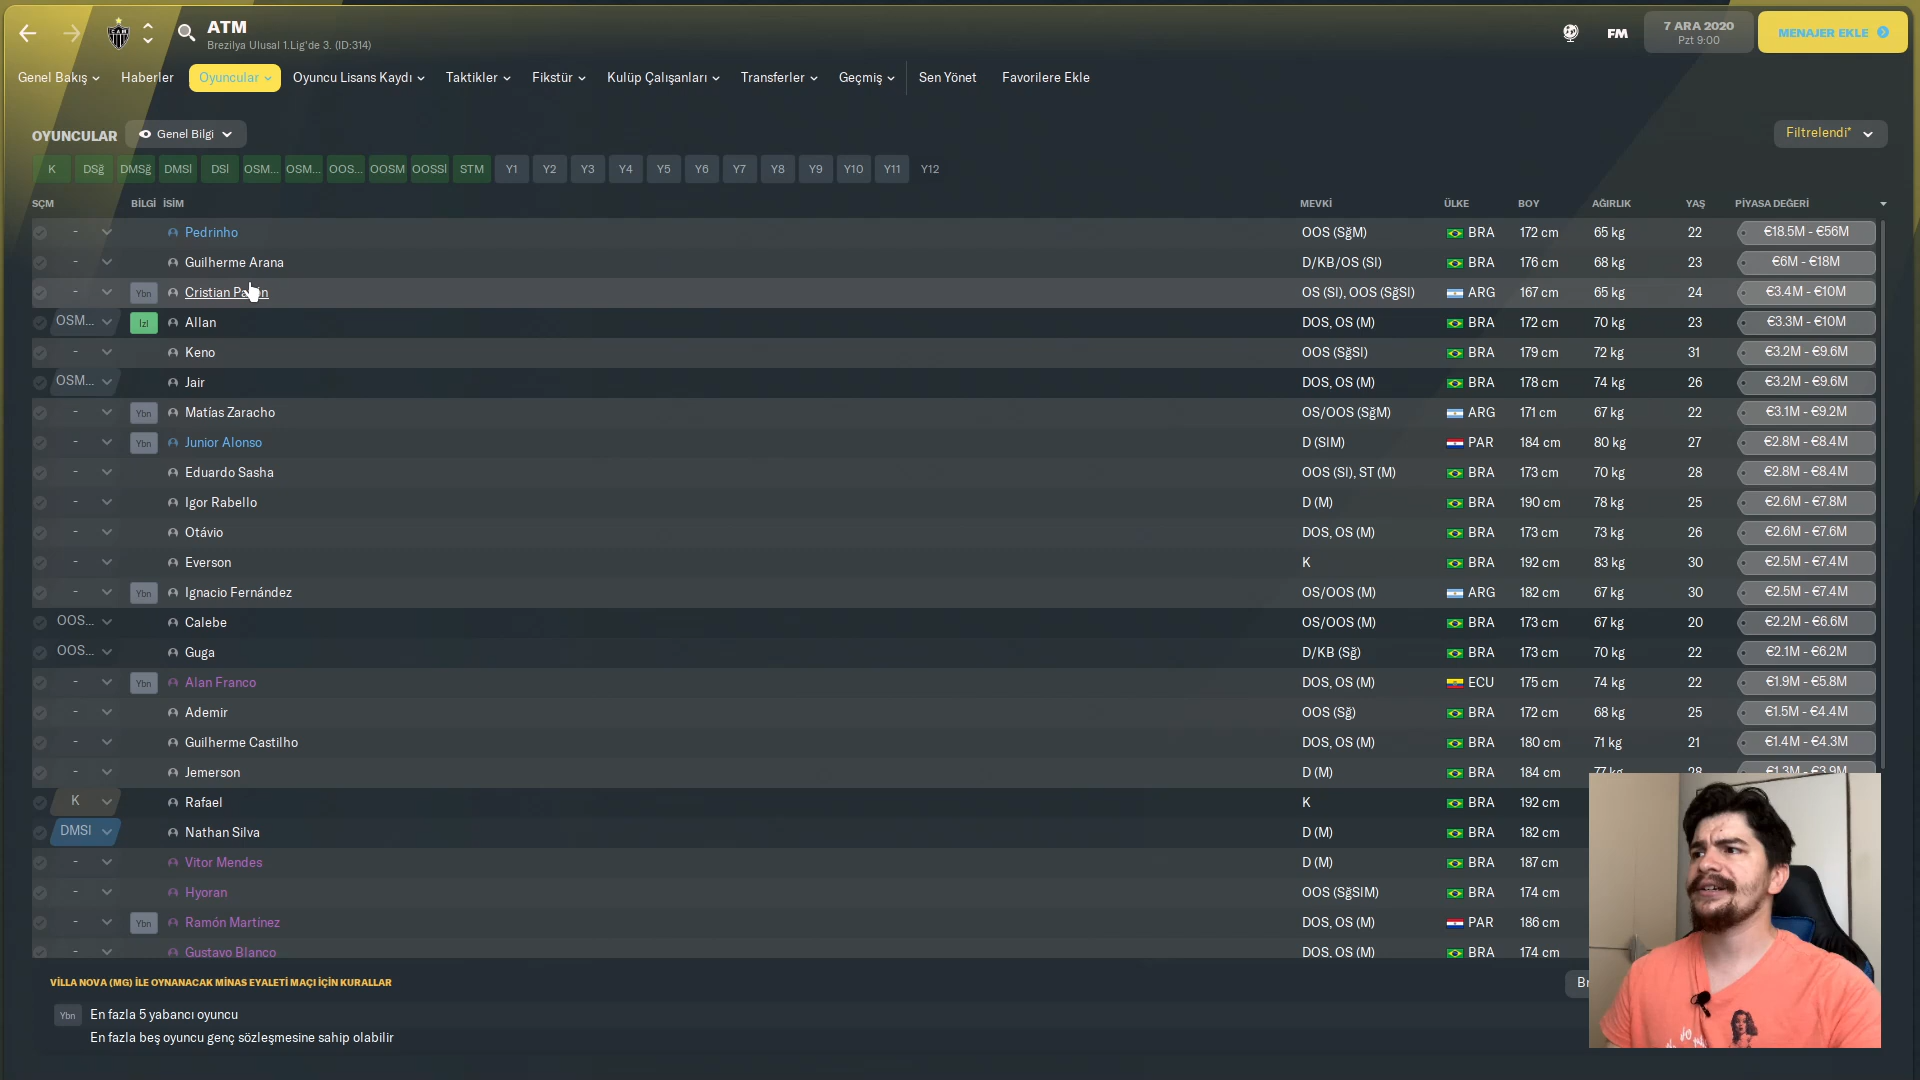 ATM
Brezilya Ulusal 1.Lig'de 3. (ID:314)
FM
7 ARA 2020
Pzt 9:00
MENAJER EKLE
Genel Bakış Haberler Oyuncular Oyuncu Lisans Kaydı Taktikler Fikstür Kulüp Çalışanları Transferler Geçmiş Sen Yönet Favorilere Ekle
OYUNCULAR Genel Bilgi Filtrelendi*
K DSğ DMSğ DMSl DSl OSM... OSM... OOS... OOSM OOSSl STM Y1 Y2 Y3 Y4 Y5 Y6 Y7 Y8 Y9 Y10 Y11 Y12
SÇM BİLGİ İSİM MEVKİ ÜLKE BOY AĞIRLIK YAŞ PİYASA DEĞERİ
- Pedrinho OOS (SğM) BRA 172 cm 65 kg 22 €18.5M - €56M
- Guilherme Arana D/KB/OS (Sl) BRA 176 cm 68 kg 23 €6M - €18M
- Ybn Cristian OS (Sl), OOS (SğSl) ARG 167 cm 65 kg 24 €3.4M - €10M
OSM... İzl Allan DOS, OS (M) BRA 172 cm 70 kg 23 €3.3M - €10M
- Keno OOS (SğSl) BRA 179 cm 72 kg 31 €3.2M - €9.6M
OSM... Jair DOS, OS (M) BRA 178 cm 74 kg 26 €3.2M - €9.6M
- Ybn Matías Zaracho OS/OOS (SğM) ARG 171 cm 67 kg 22 €3.1M - €9.2M
- Ybn Junior Alonso D (SlM) PAR 184 cm 80 kg 27 €2.8M - €8.4M
- Eduardo Sasha OOS (Sl), ST (M) BRA 173 cm 70 kg 28 €2.8M - €8.4M
- Igor Rabello D (M) BRA 190 cm 78 kg 25 €2.6M - €7.8M
- Otávio DOS, OS (M) BRA 173 cm 73 kg 26 €2.6M - €7.6M
- Everson K BRA 192 cm 83 kg 30 €2.5M - €7.4M
- Ybn Ignacio Fernández OS/OOS (M) ARG 182 cm 67 kg 30 €2.5M - €7.4M
OOS... Calebe OS/OOS (M) BRA 173 cm 67 kg 20 €2.2M - €6.6M
OOS... Guga D/KB (Sğ) BRA 173 cm 70 kg 22 €2.1M - €6.2M
- Ybn Alan Franco DOS, OS (M) ECU 175 cm 74 kg 22 €1.9M - €5.8M
- Ademir OOS (Sğ) BRA 172 cm 68 kg 25 €1.5M - €4.4M
- Guilherme Castilho DOS, OS (M) BRA 180 cm 71 kg 21 €1.4M - €4.3M
- Jemerson D (M) BRA 184 cm 77 kg 28 €1.3M - €3.9M
K Rafael K BRA 192 cm
DMSl Nathan Silva D (M) BRA 182 cm
- Vitor Mendes D (M) BRA 187 cm
- Hyoran OOS (SğSlM) BRA 174 cm
- Ybn Ramón Martínez DOS, OS (M) PAR 186 cm
- Gustavo Blanco DOS, OS (M) BRA 174 cm
VİLLA NOVA (MG) İLE OYNANACAK MİNAS EYALETİ MAÇI İÇİN KURALLAR
Ybn En fazla 5 yabancı oyuncu
En fazla beş oyuncu genç sözleşmesine sahip olabilir